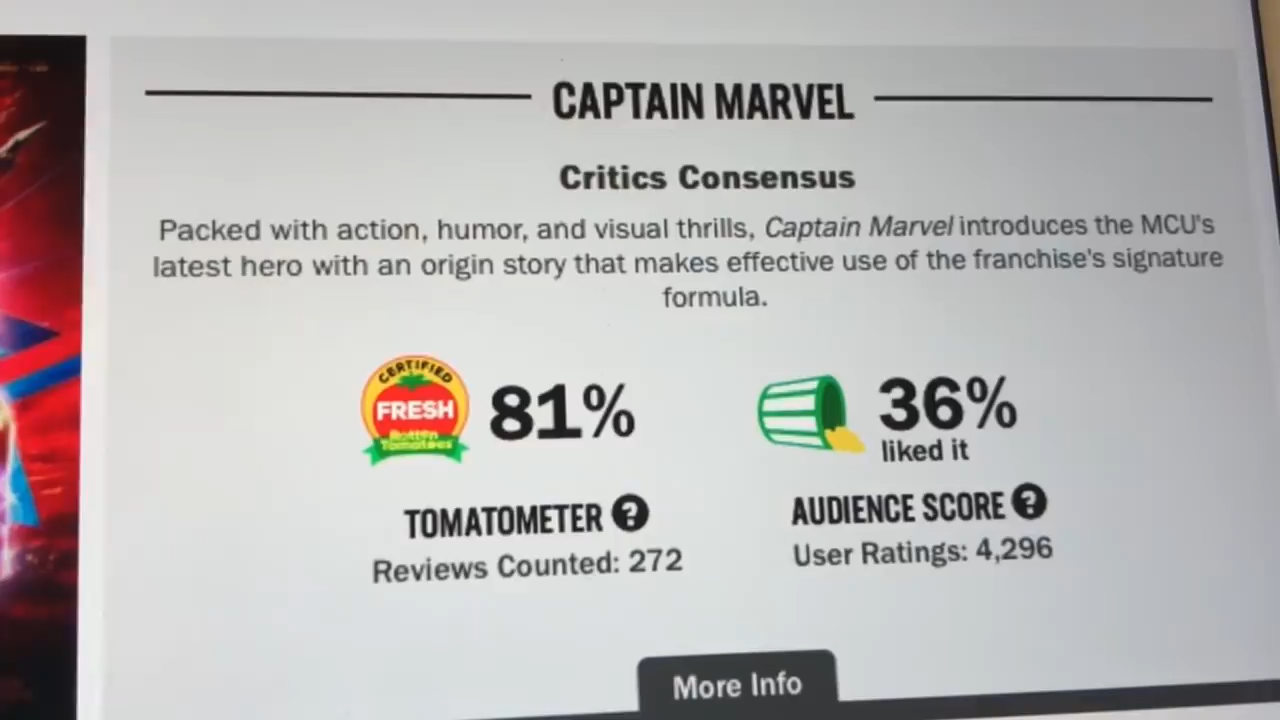 CAPTAIN MARVEL
Critics Consensus
Packed with action, humor, and visual thrills, Captain Marvel introduces the MCU's
latest hero with an origin story that makes effective use of the franchise's signature
formula.
CERTIFIED
FRESH
Rotten
Tomatoes
81%
36%
liked it
TOMATOMETER ?
AUDIENCE SCORE ?
Reviews Counted: 272
User Ratings: 4,296
More Info